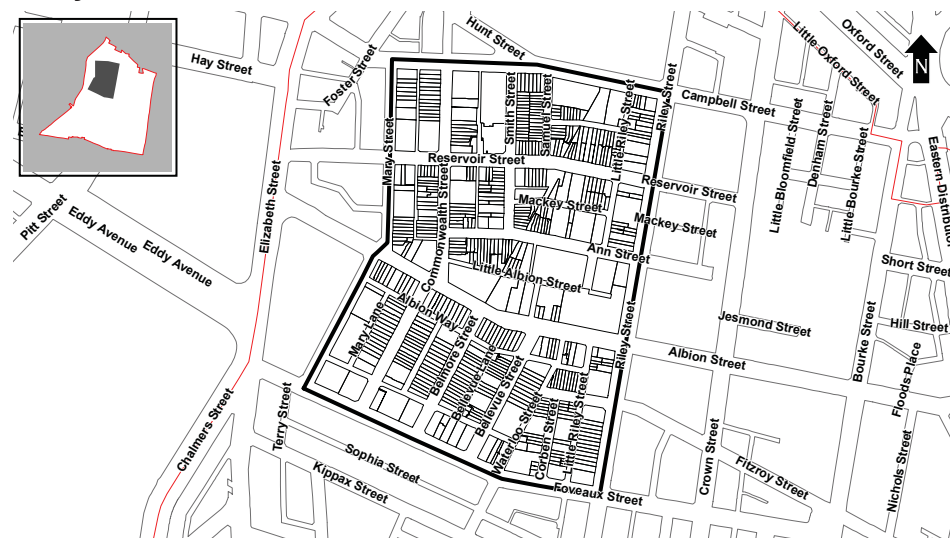 Hunt Street
Oxford Street
Little Oxford Street
Hay Street
Foster Street
N
Campbell Street
Riley Street
Smith Street
Samuel Street
Little Riley Street
Little Bloomfield Street
Denham Street
Little Bourke Street
Eastern Distributor
Mary Street
Reservoir Street
Reservoir Street
Elizabeth Street
Commonwealth Street
Mackey Street
Mackey Street
Pitt Street
Eddy Avenue
Eddy Avenue
Ann Street
Short Street
Little Albion Street
Albion Way
Mary Lane
Belmore Street
Bellevue Lane
Bellevue Street
Riley Street
Jesmond Street
Bourke Street
Hill Street
Albion Street
Floods Place
Chalmers Street
Terry Street
Waterloo Street
Corben Street
Little Riley Street
Sophia Street
Kippax Street
Foveaux Street
Crown Street
Fitzroy Street
Nichols Street